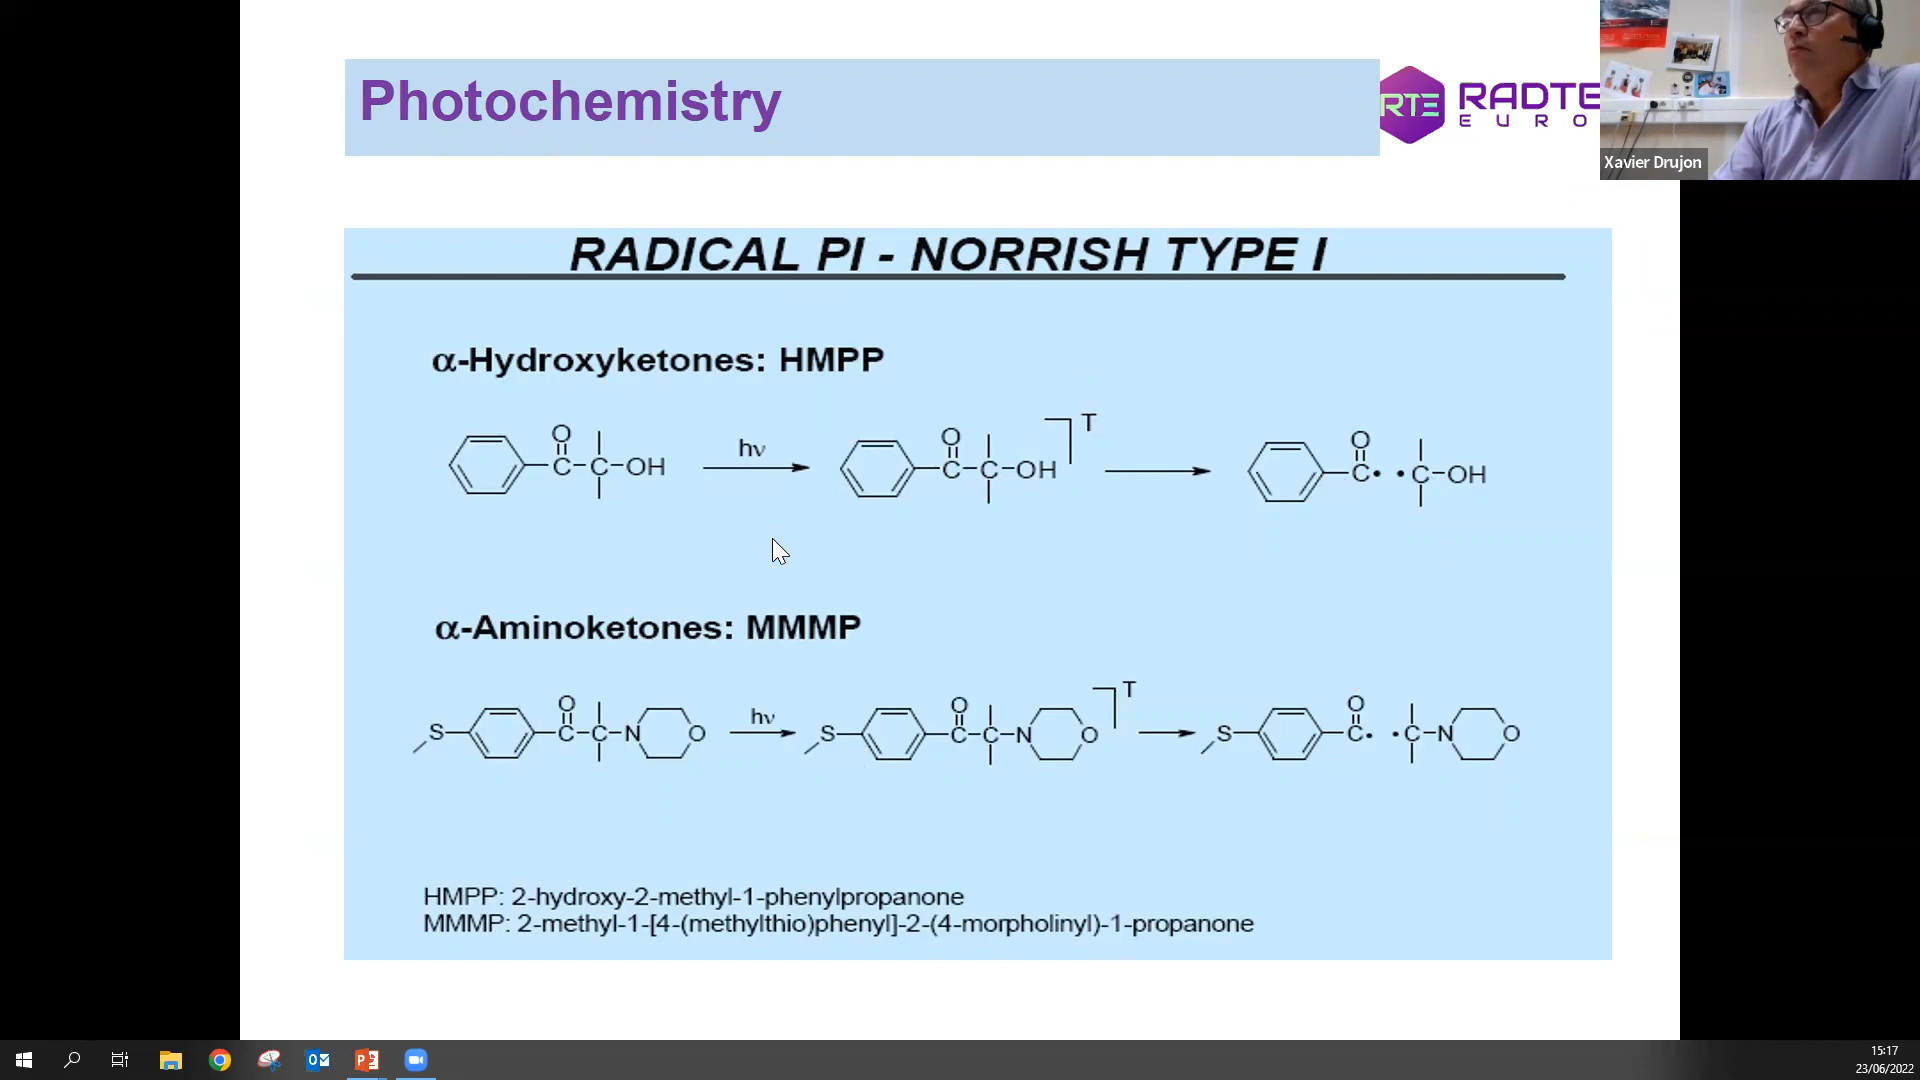 Photochemistry
RTE RADTE
EURO
Xavier Drujon
RADICAL PI - NORRISH TYPE I
α-Hydroxyketones: HMPP
O C C OH
hν
O C C OH T
O C• •C OH
α-Aminoketones: MMMP
S O C C N O
hν
S O C C N O T
S O C• •C N O
HMPP: 2-hydroxy-2-methyl-1-phenylpropanone
MMMP: 2-methyl-1-[4-(methylthio)phenyl]-2-(4-morpholinyl)-1-propanone
15:17
23/06/2022